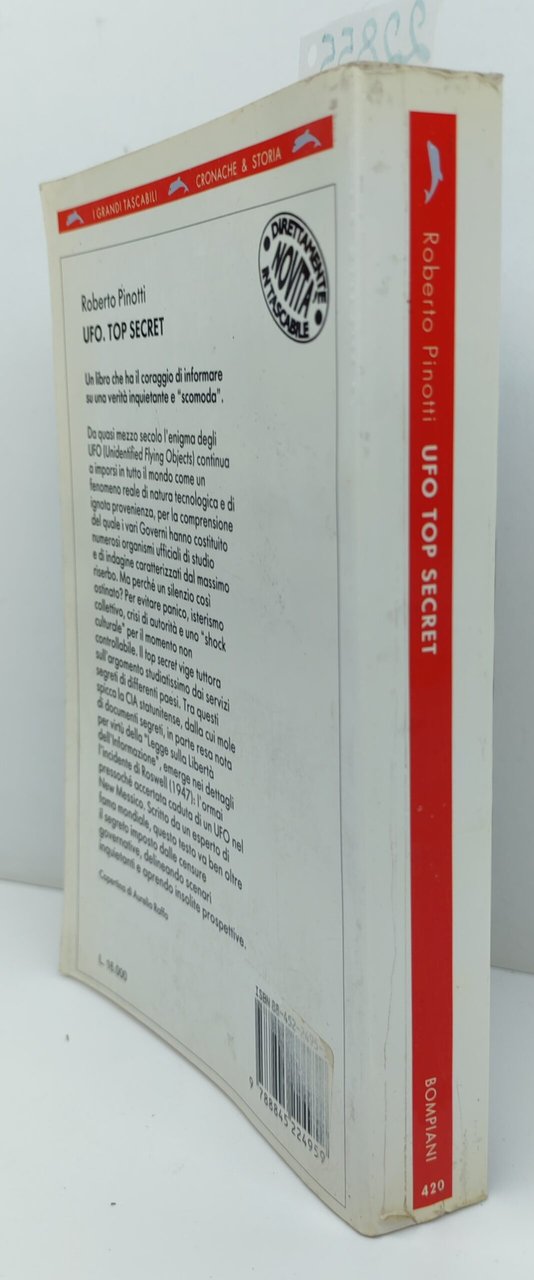 22855
I GRANDI TASCABILI CRONACHE & STORIA
DIRETTAMENTE
NOVITA'
IN TASCABILE
Roberto Pinotti
UFO. TOP SECRET
Un libro che ha il coraggio di informare
su una verità inquietante e "scomoda".
Da quasi mezzo secolo l'enigma degli
UFO (Unidentified Flying Objects) continua
a imporsi in tutto il mondo come un
fenomeno reale di natura tecnologica e di
ignota provenienza, per la comprensione
del quale i vari Governi hanno costituito
numerosi organismi ufficiali di studio
e di indagine caratterizzati dal massimo
riserbo. Ma perché un silenzio così
ostinato? Per evitare panico, isterismo
collettivo, crisi di autorità e uno "shock
culturale" per il momento non
controllabile. Il top secret vige tuttora
sull'argomento studiatissimo dai servizi
segreti di differenti paesi. Tra questi
spicca la CIA statunitense, dalla cui mole
di documenti segreti, in parte resa nota
per virtù della "Legge sulla Libertà
dell'Informazione", emerge nei dettagli
l'incidente di Roswell (1947): l'ormai
pressoché accertata caduta di un UFO nel
New Messico. Scritto da un esperto di
fama mondiale, questo testo va ben oltre
il segreto imposto dalle censure
governative, delineando scenari
inquietanti e aprendo insolite prospettive.
Copertina di Aurelia Raffo
L. 16.000
ISBN 88-452-2495-
9 788845 224959
Roberto Pinotti UFO TOP SECRET
BOMPIANI
420